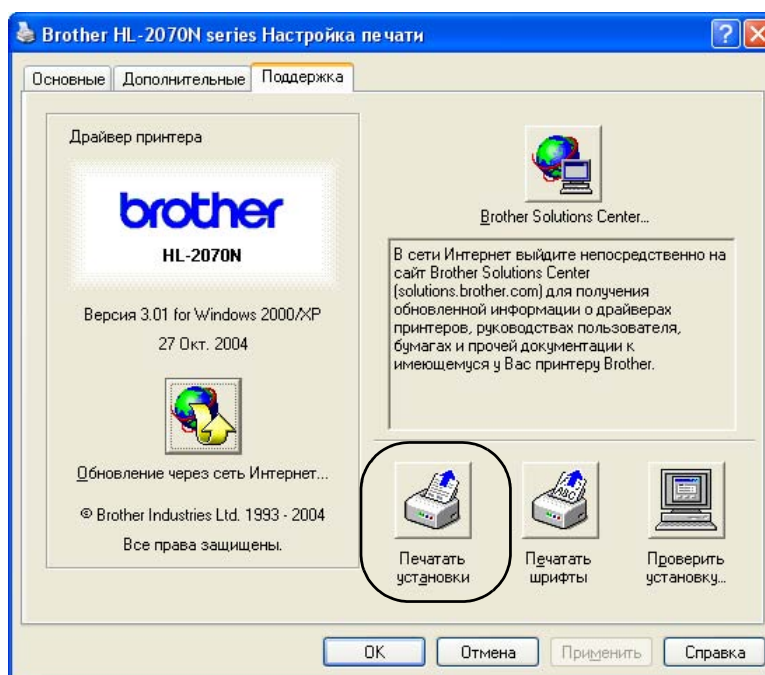 Brother HL-2070N series Настройка печати
?
Основные Дополнительные Поддержка
Драйвер принтера
brother
HL-2070N
Версия 3.01 for Windows 2000/XP
27 Окт. 2004
Обновление через сеть Интернет...
© Brother Industries Ltd. 1993 - 2004
Все права защищены.
Brother Solutions Center...
В сети Интернет выйдите непосредственно на
сайт Brother Solutions Center
(solutions.brother.com) для получения
обновленной информации о драйверах
принтеров, руководствах пользователя,
бумагах и прочей документации к
имеющемуся у Вас принтеру Brother.
Печатать
установки
ABC
Печатать
шрифты
Проверить
установку...
OK Отмена Применить Справка